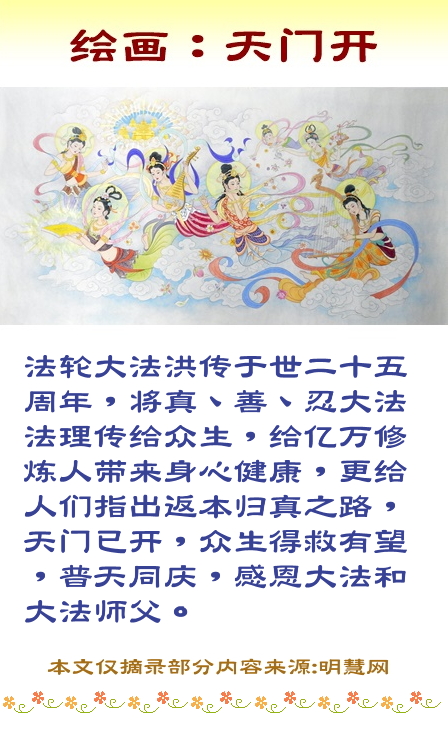 绘画：天门开
法轮大法洪传于世二十五
周年，将真、善、忍大法
法理传给众生，给亿万修
炼人带来身心健康，更给
人们指出返本归真之路，
天门已开，众生得救有望
，普天同庆，感恩大法和
大法师父。
本文仅摘录部分内容来源:明慧网